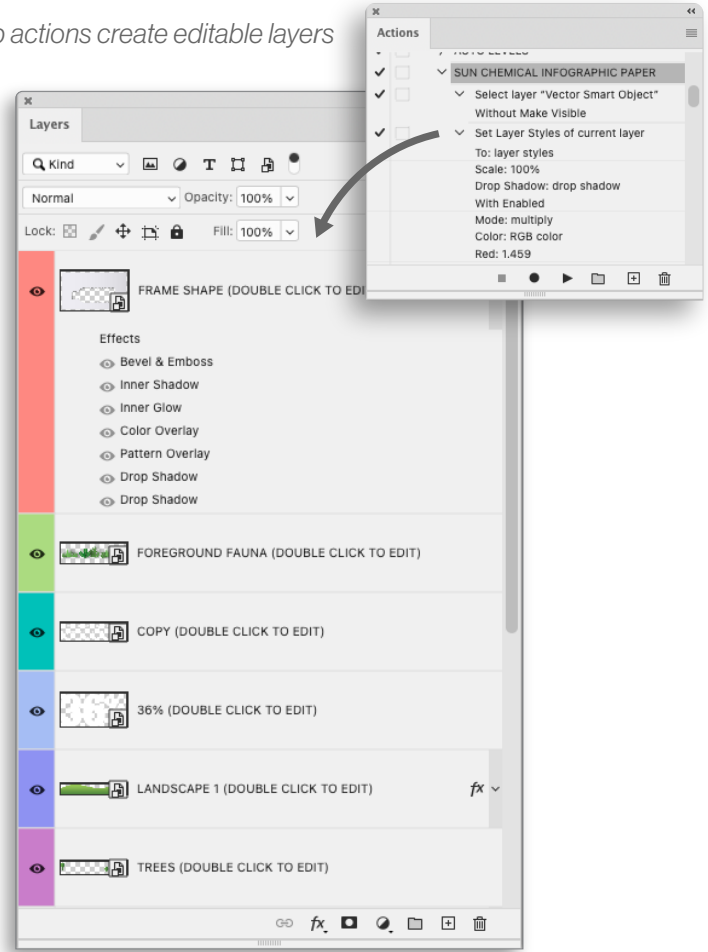 actions create editable layers
Actions
AUTO LEVELS
SUN CHEMICAL INFOGRAPHIC PAPER
Select layer “Vector Smart Object”
Without Make Visible
Set Layer Styles of current layer
To: layer styles
Scale: 100%
Drop Shadow: drop shadow
With Enabled
Mode: multiply
Color: RGB color
Red: 1.459
Layers
Kind
Normal
Opacity: 100%
Lock:
Fill: 100%
FRAME SHAPE (DOUBLE CLICK TO EDI
Effects
Bevel & Emboss
Inner Shadow
Inner Glow
Color Overlay
Pattern Overlay
Drop Shadow
Drop Shadow
FOREGROUND FAUNA (DOUBLE CLICK TO EDIT)
COPY (DOUBLE CLICK TO EDIT)
36% (DOUBLE CLICK TO EDIT)
LANDSCAPE 1 (DOUBLE CLICK TO EDIT) fx
TREES (DOUBLE CLICK TO EDIT)
fx